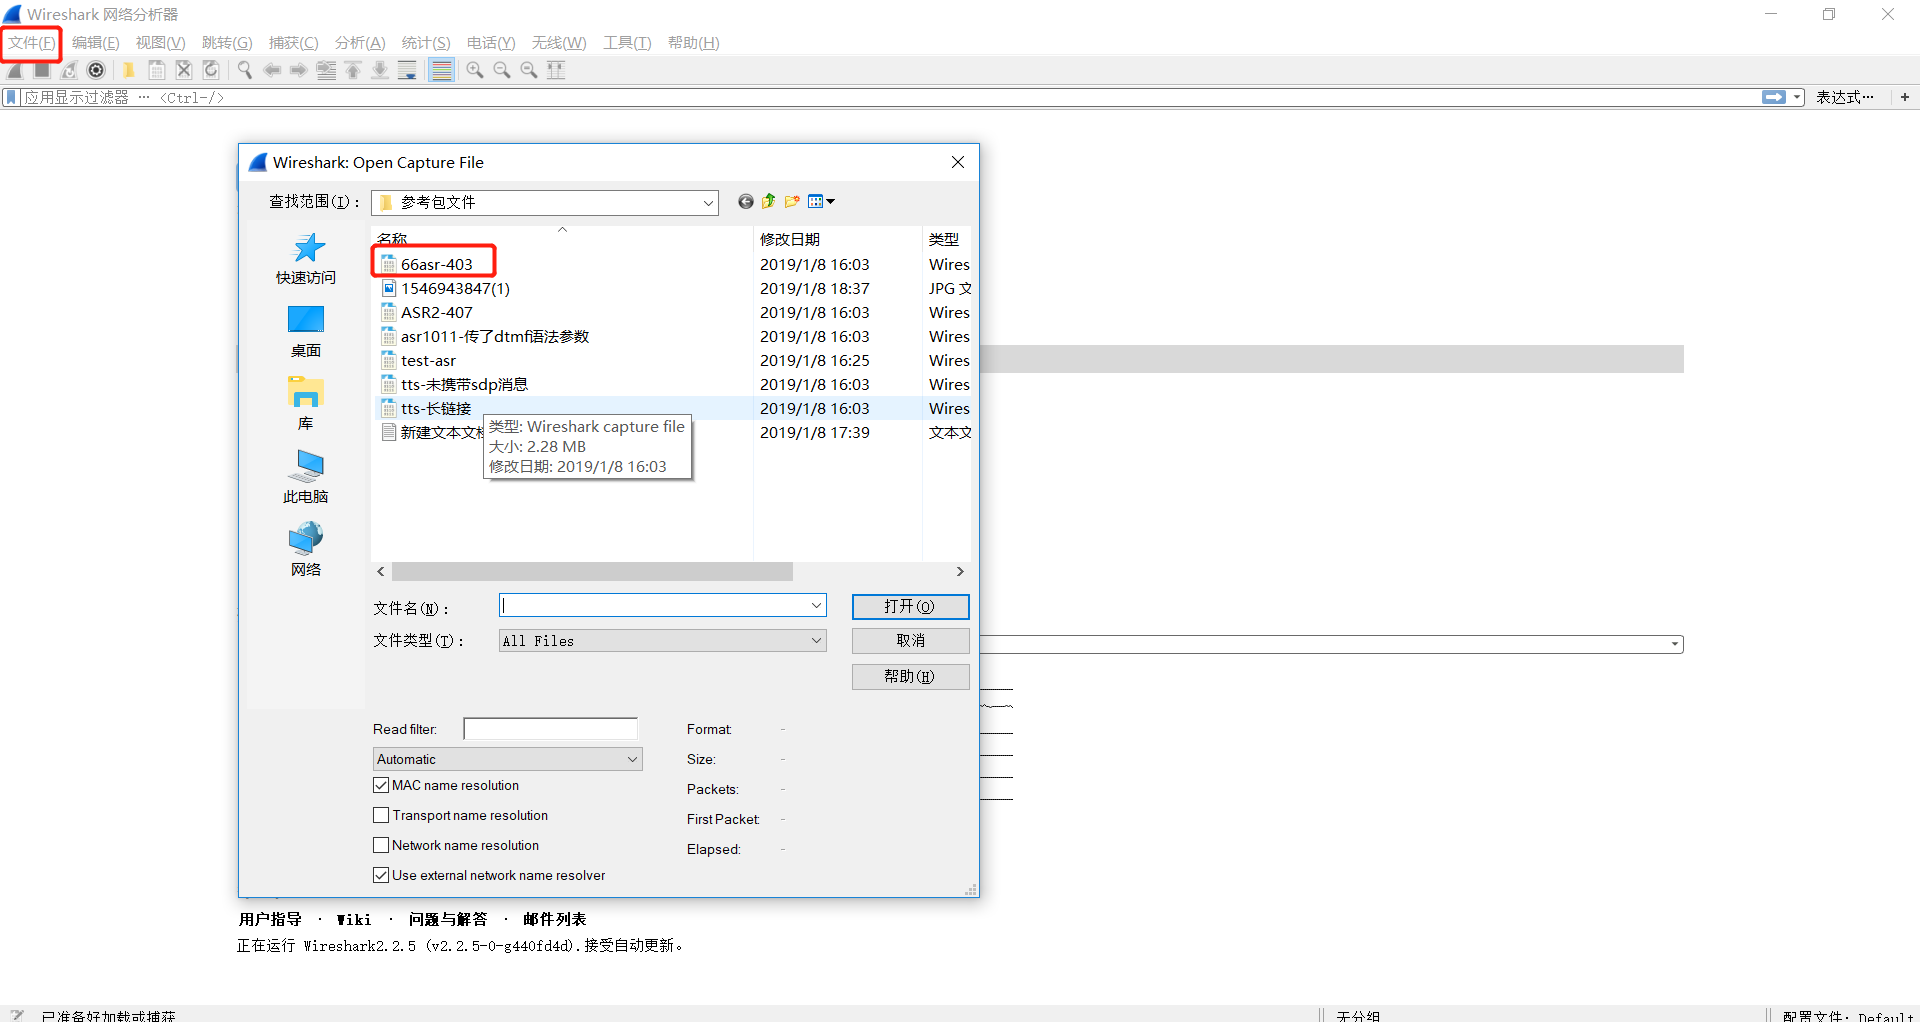 Wireshark 网络分析器
文件(F) 编辑(E) 视图(V) 跳转(G) 捕获(C) 分析(A) 统计(S) 电话(Y) 无线(W) 工具(T) 帮助(H)
应用显示过滤器 … <Ctrl-/> 表达式… +
Wireshark: Open Capture File
查找范围(I)： 参考包文件
名称 修改日期 类型
66asr-403 2019/1/8 16:03 Wires
1546943847(1) 2019/1/8 18:37 JPG 文
ASR2-407 2019/1/8 16:03 Wires
asr1011-传了dtmf语法参数 2019/1/8 16:03 Wires
test-asr 2019/1/8 16:25 Wires
tts-未携带sdp消息 2019/1/8 16:03 Wires
tts-长链接 2019/1/8 16:03 Wires
新建文本文档 2019/1/8 17:39 文本文
类型: Wireshark capture file
大小: 2.28 MB
修改日期: 2019/1/8 16:03
快速访问
桌面
库
此电脑
网络
文件名(N)： 打开(O)
文件类型(T)： All Files 取消
帮助(H)
Read filter: Format: -
Automatic Size: -
MAC name resolution Packets: -
Transport name resolution First Packet: -
Network name resolution Elapsed: -
Use external network name resolver
用户指导 · Wiki · 问题与解答 · 邮件列表
正在运行 Wireshark2.2.5 (v2.2.5-0-g440fd4d).接受自动更新。
已准备好加载或捕获 无分组 配置文件: Default